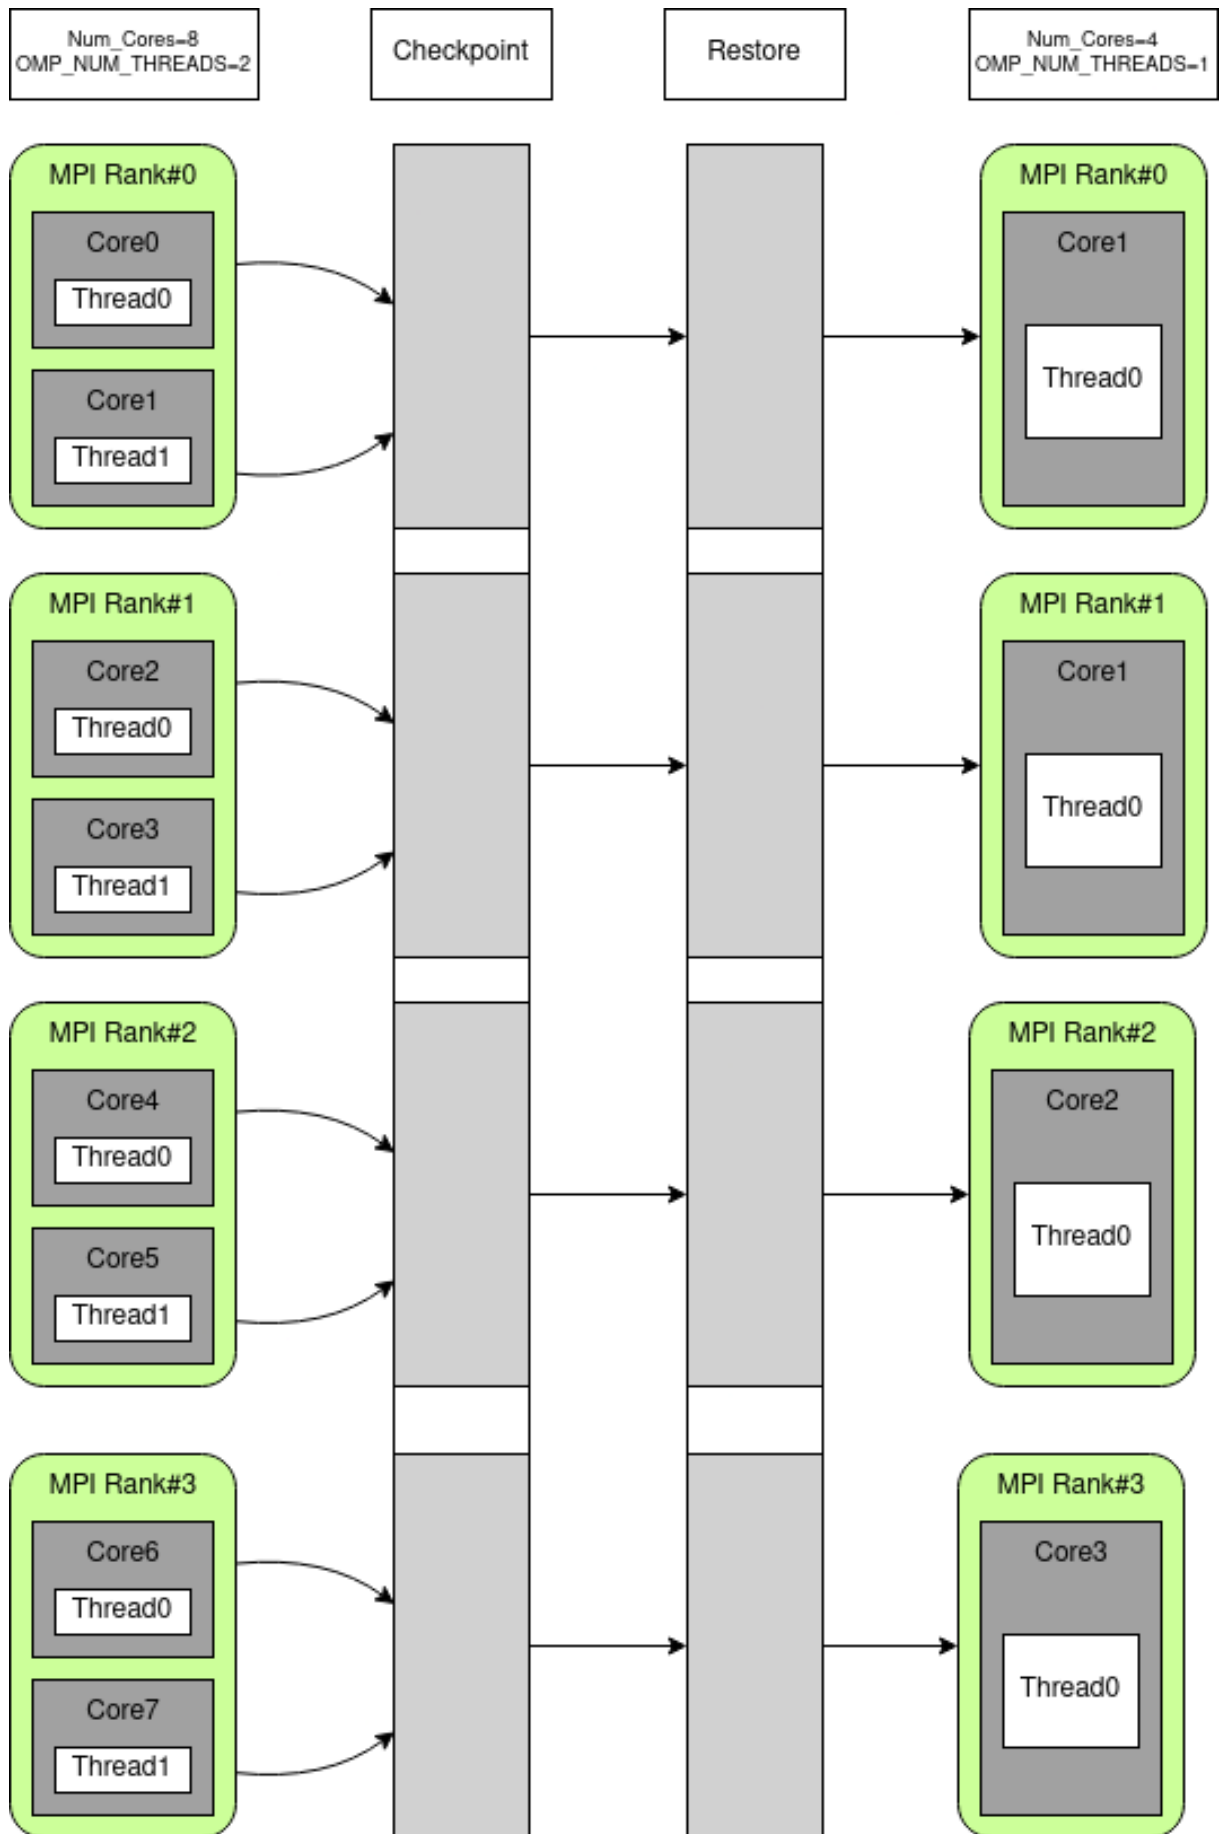 Num_Cores=8
OMP_NUM_THREADS=2
Checkpoint
Restore
Num_Cores=4
OMP_NUM_THREADS=1
MPI Rank#0
Core0
Thread0
Core1
Thread1
MPI Rank#0
Core1
Thread0
MPI Rank#1
Core2
Thread0
Core3
Thread1
MPI Rank#1
Core1
Thread0
MPI Rank#2
Core4
Thread0
Core5
Thread1
MPI Rank#2
Core2
Thread0
MPI Rank#3
Core6
Thread0
Core7
Thread1
MPI Rank#3
Core3
Thread0